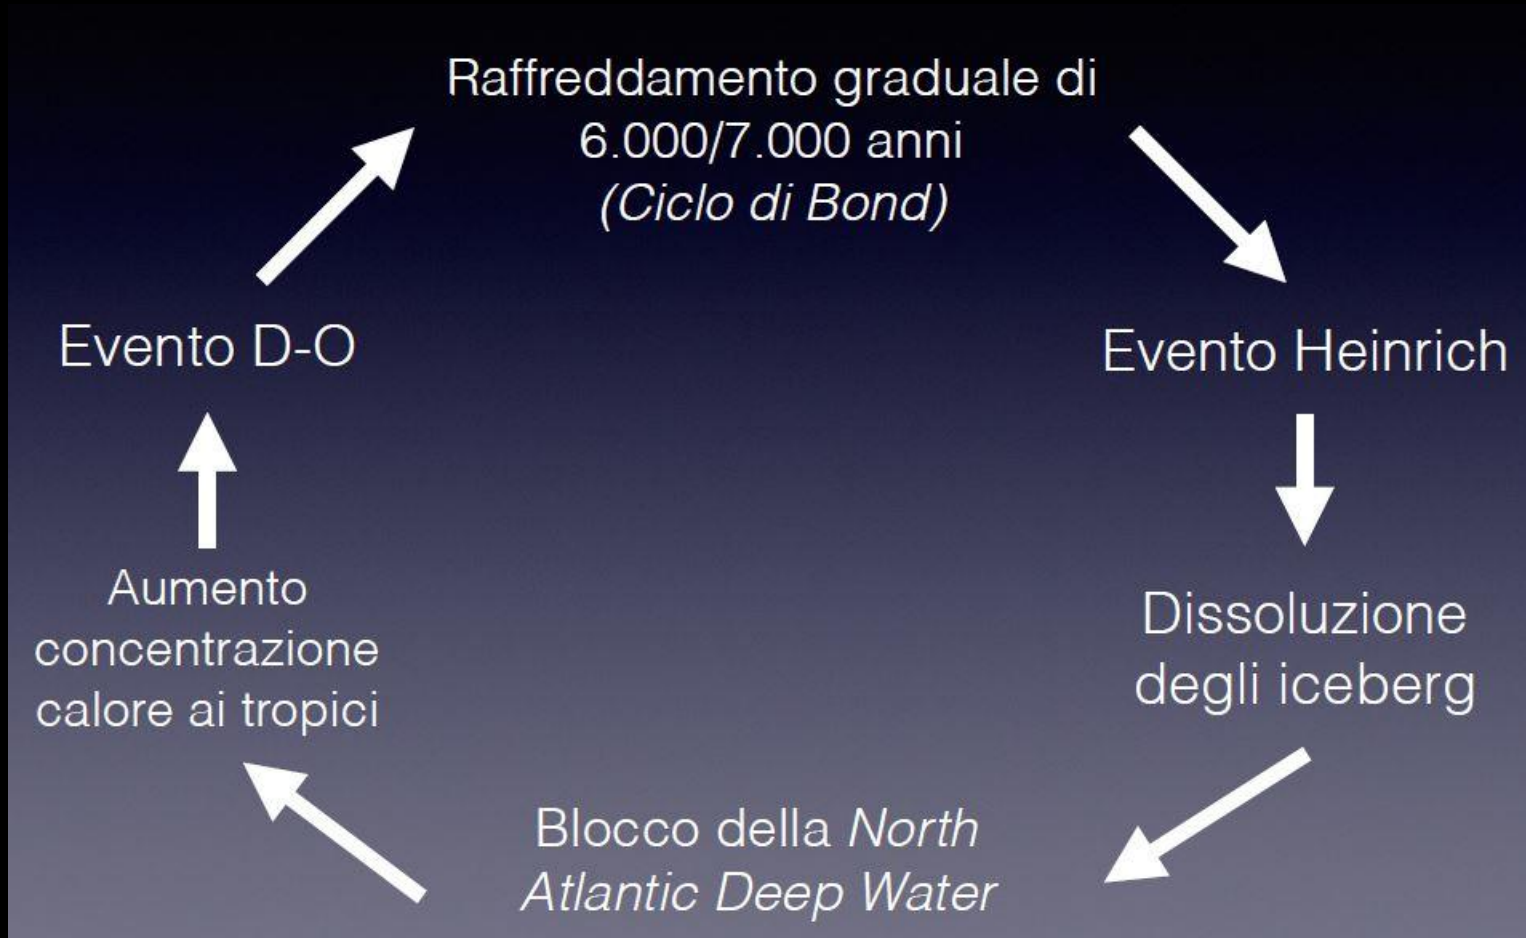 Raffreddamento graduale di
6.000/7.000 anni
(Ciclo di Bond)
Evento Heinrich
Dissoluzione
degli iceberg
Blocco della North
Atlantic Deep Water
Aumento
concentrazione
calore ai tropici
Evento D-O